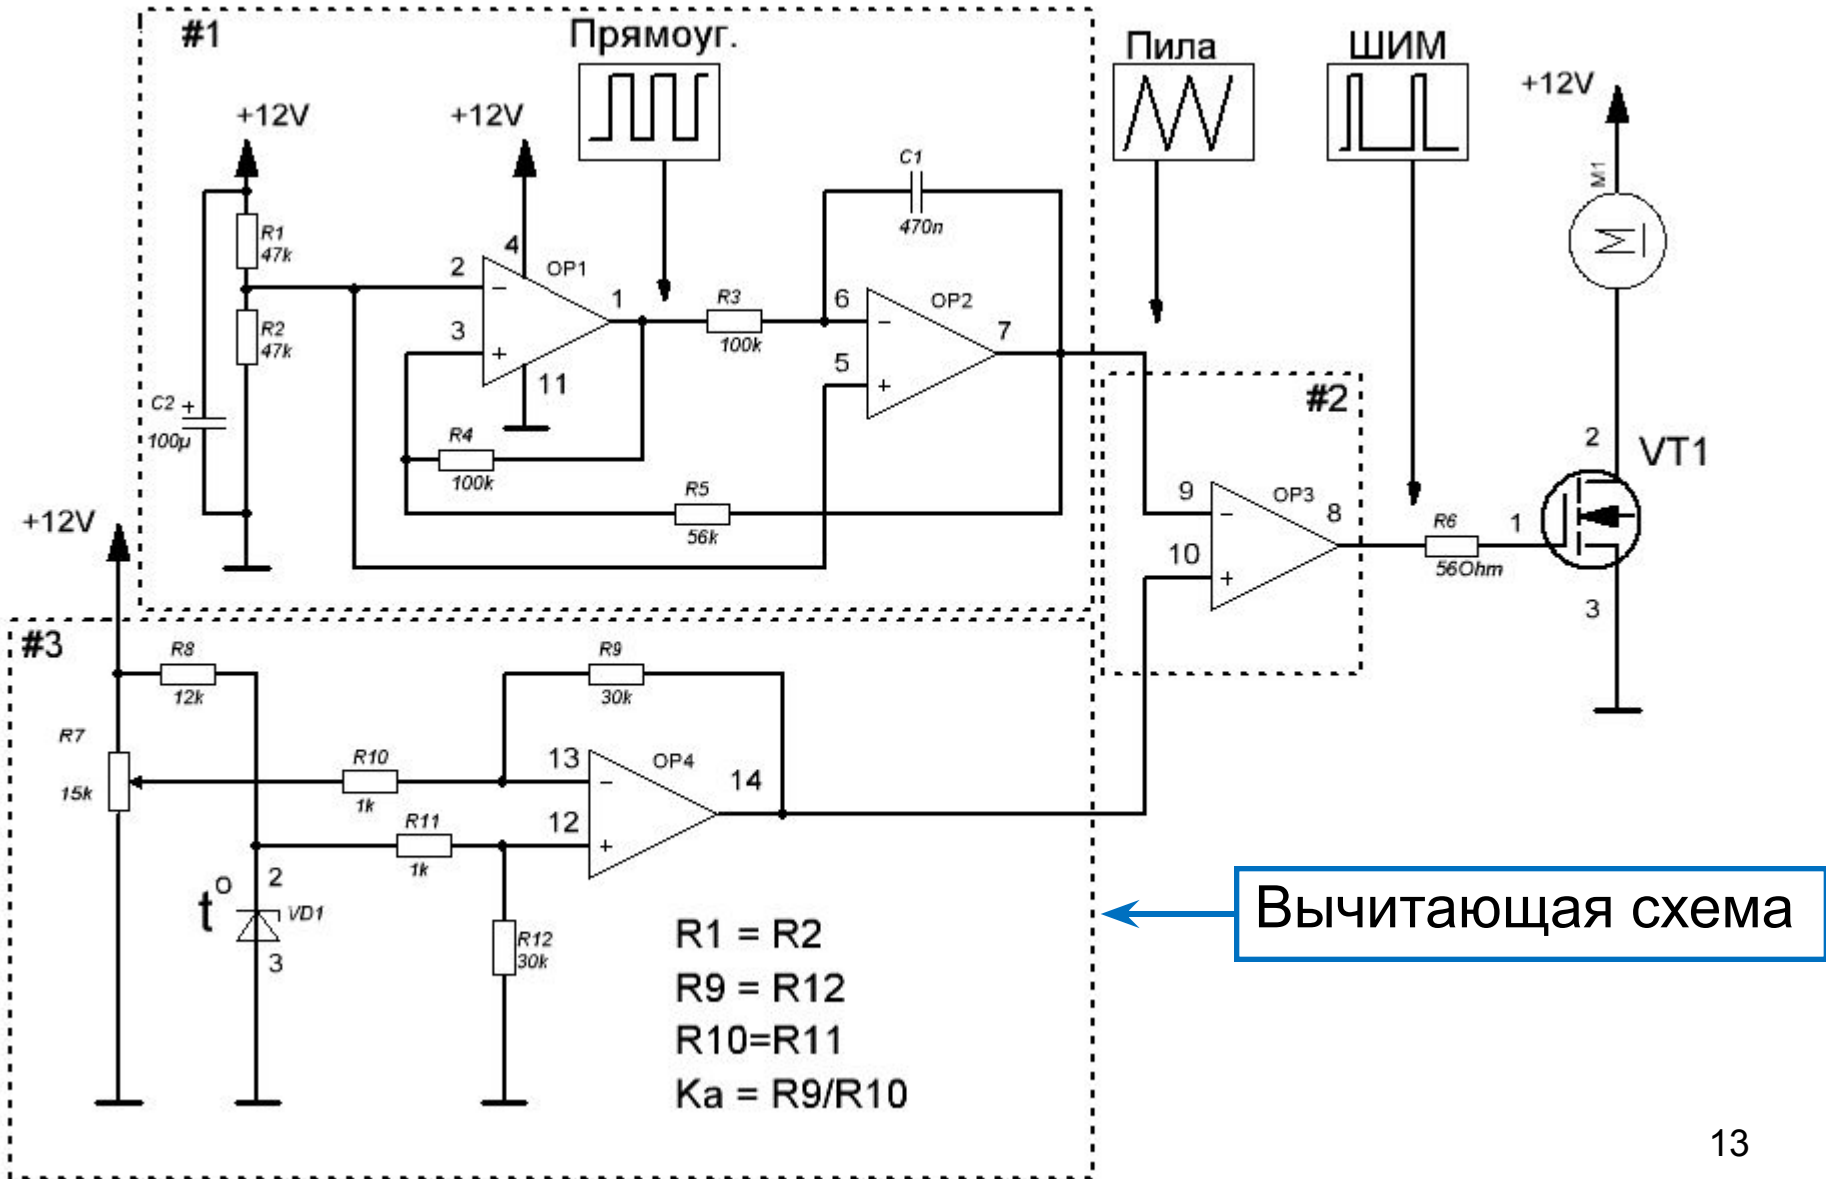 #1
Прямоуг.
Пила
ШИМ
+12V
+12V
+12V
C1
470n
M1
M
R1
47k
4
2
OP1
1
R3
100k
6
OP2
7
R2
47k
3
5
11
#2
C2 +
100µ
R4
100k
R5
56k
2
VT1
9
OP3
8
R6
56Ohm
1
10
3
+12V
#3
R8
12k
R9
30k
R7
15k
R10
1k
13
OP4
14
R11
1k
12
t°
2
VD1
3
R12
30k
R1 = R2
R9 = R12
R10=R11
Ka = R9/R10
Вычитающая схема
13